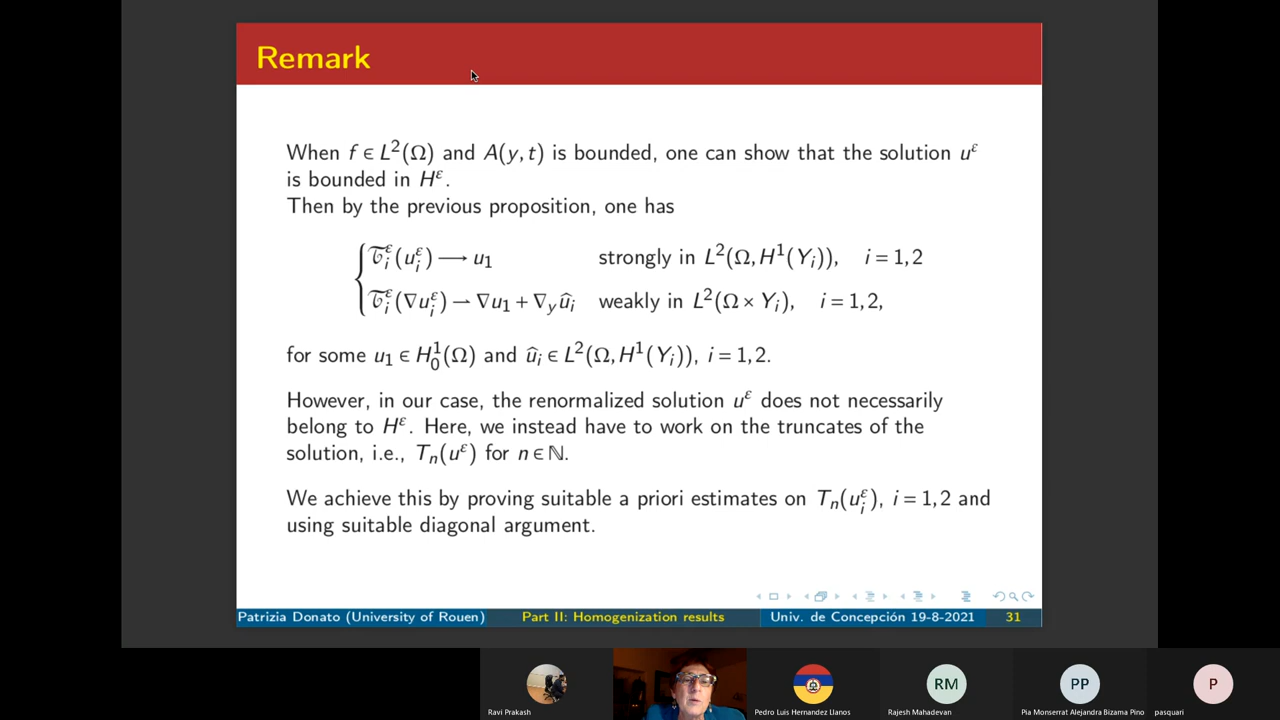 Remark
When f ∈ L²(Ω) and A(y, t) is bounded, one can show that the solution u^ε
is bounded in H^ε.
Then by the previous proposition, one has
𝒯_i^ε(u_i^ε) ⟶ u₁ strongly in L²(Ω, H¹(Y_i)), i = 1, 2
𝒯_i^ε(∇u_i^ε) ⇀ ∇u₁ + ∇_y û_i weakly in L²(Ω × Y_i), i = 1, 2,
for some u₁ ∈ H₀¹(Ω) and û_i ∈ L²(Ω, H¹(Y_i)), i = 1, 2.
However, in our case, the renormalized solution u^ε does not necessarily
belong to H^ε. Here, we instead have to work on the truncates of the
solution, i.e., T_n(u^ε) for n ∈ ℕ.
We achieve this by proving suitable a priori estimates on T_n(u_i^ε), i = 1, 2 and
using suitable diagonal argument.
Patrizia Donato (University of Rouen) Part II: Homogenization results Univ. de Concepción 19-8-2021 31
RM PP P
Ravi Prakash Pedro Luis Hernandez Llanos Rajesh Mahadevan Pia Monserrat Alejandra Bizama Pino pasquari